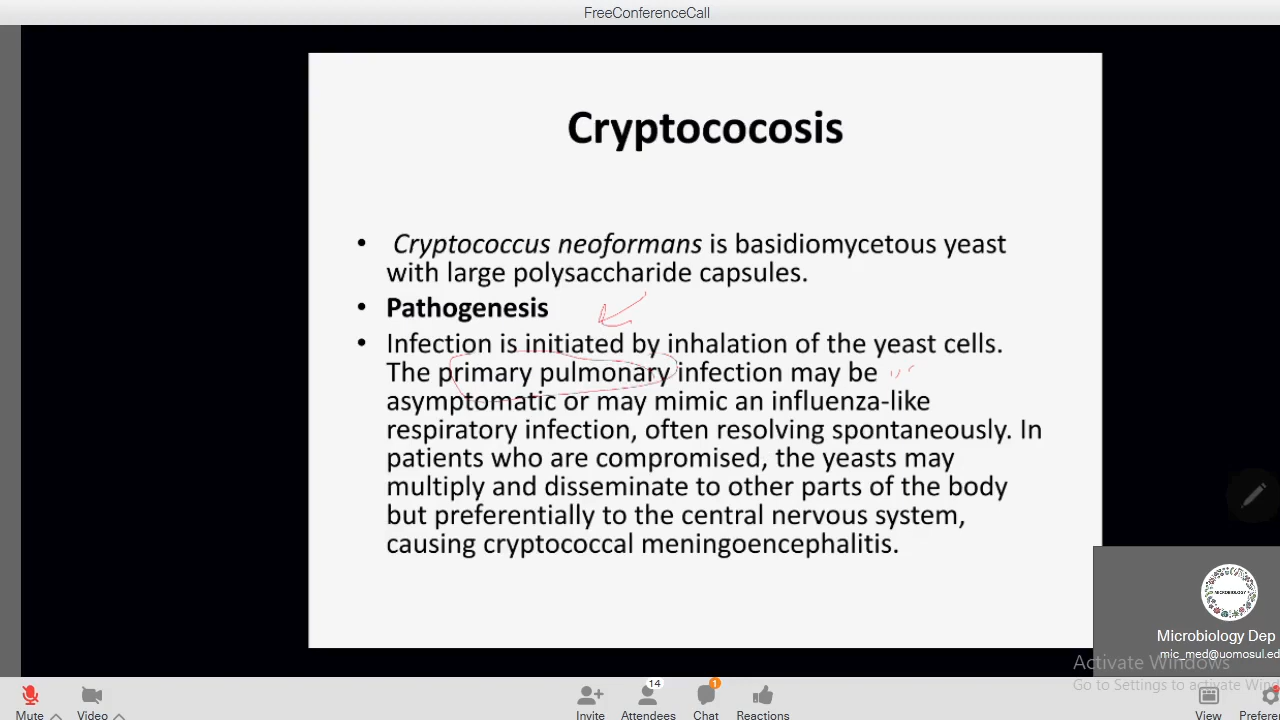 FreeConferenceCall
Cryptococosis
• Cryptococcus neoformans is basidiomycetous yeast
with large polysaccharide capsules.
• Pathogenesis
• Infection is initiated by inhalation of the yeast cells.
The primary pulmonary infection may be
asymptomatic or may mimic an influenza-like
respiratory infection, often resolving spontaneously. In
patients who are compromised, the yeasts may
multiply and disseminate to other parts of the body
but preferentially to the central nervous system,
causing cryptococcal meningoencephalitis.
MICROBIOLOGY
Microbiology Dep
mic_med@uomosul.ed
Activate Windows
Go to Settings to activate Win
14
1
Mute Video Invite Attendees Chat Reactions View Prefere